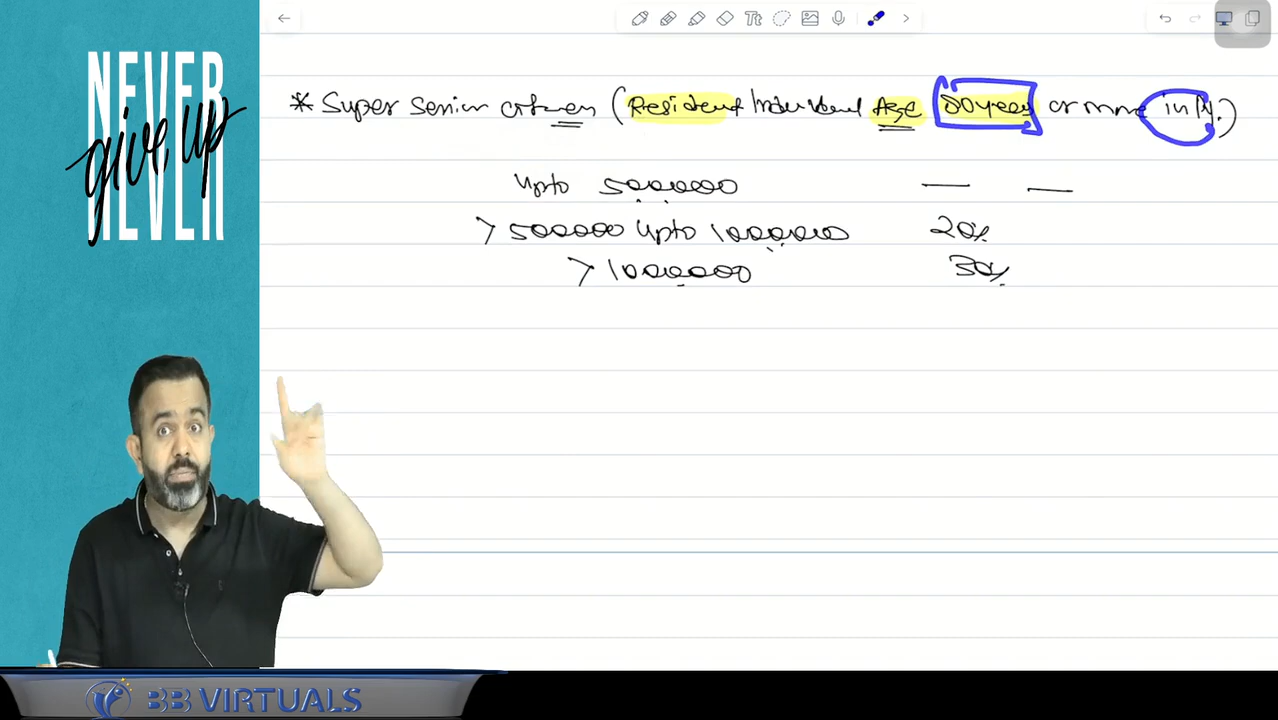 NEVER
give up
NEVER
* Super Senior citizen (Resident Individual Age 80 years or more in P.Y.)
Upto 500000 — —
> 500000 upto 1000000 20%
> 1000000 30%
Tt
BB VIRTUALS